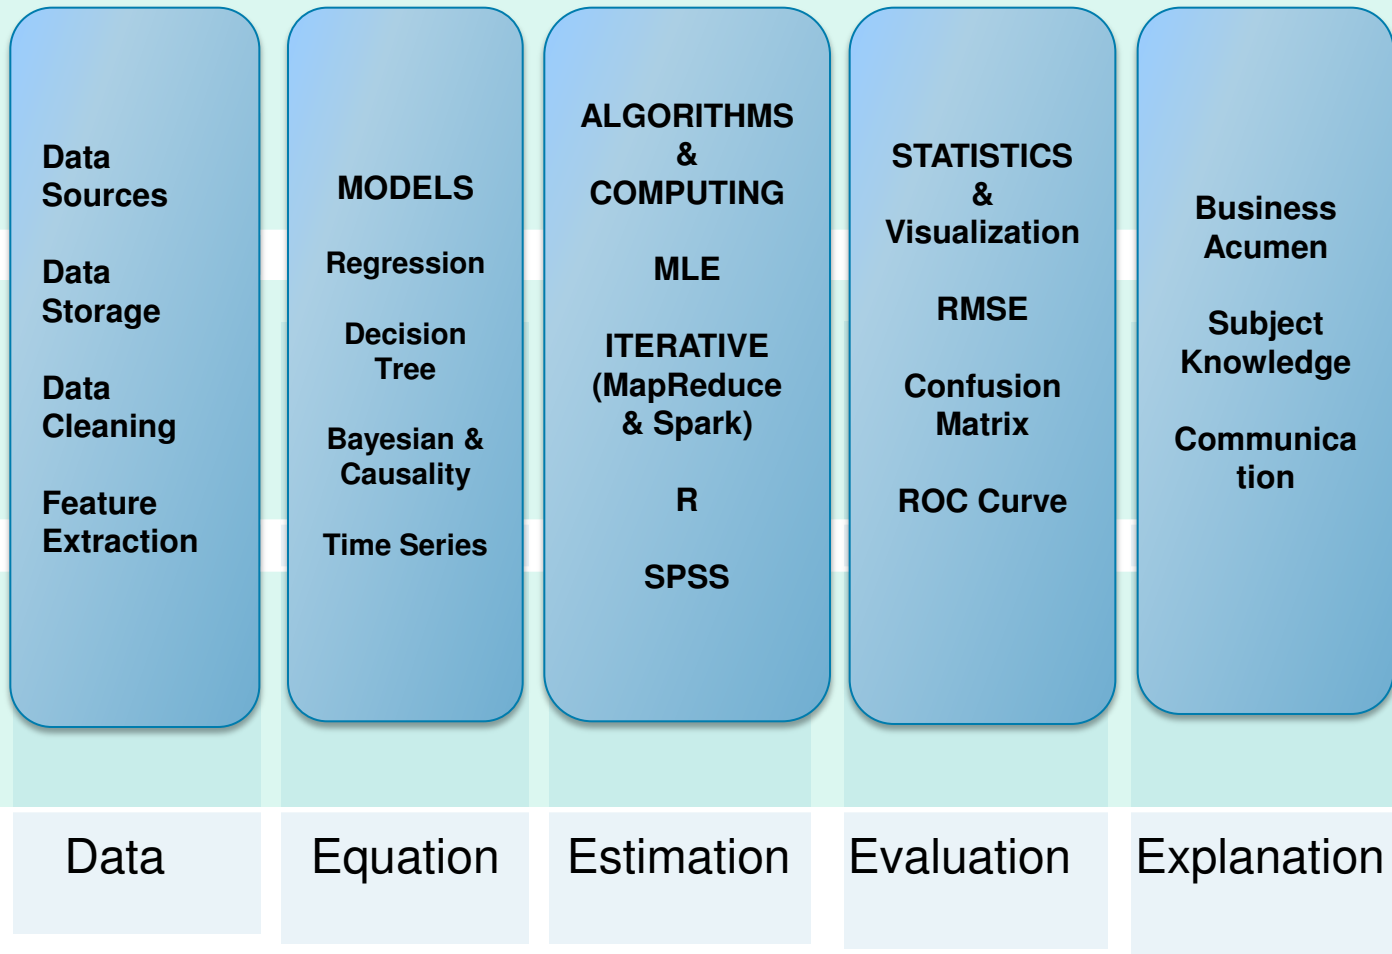 Data
Sources
Data
Storage
Data
Cleaning
Feature
Extraction
MODELS
Regression
Decision
Tree
Bayesian &
Causality
Time Series
ALGORITHMS
&
COMPUTING
MLE
ITERATIVE
(MapReduce
& Spark)
R
SPSS
STATISTICS
&
Visualization
RMSE
Confusion
Matrix
ROC Curve
Business
Acumen
Subject
Knowledge
Communica
tion
Data
Equation
Estimation
Evaluation
Explanation